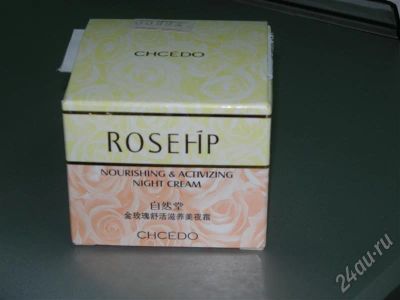 CHCEDO
ROSEHIP
NOURISHING & ACTIVIZING
NIGHT CREAM
自然堂
金玫瑰舒活滋养美夜霜
CHCEDO
24au.ru